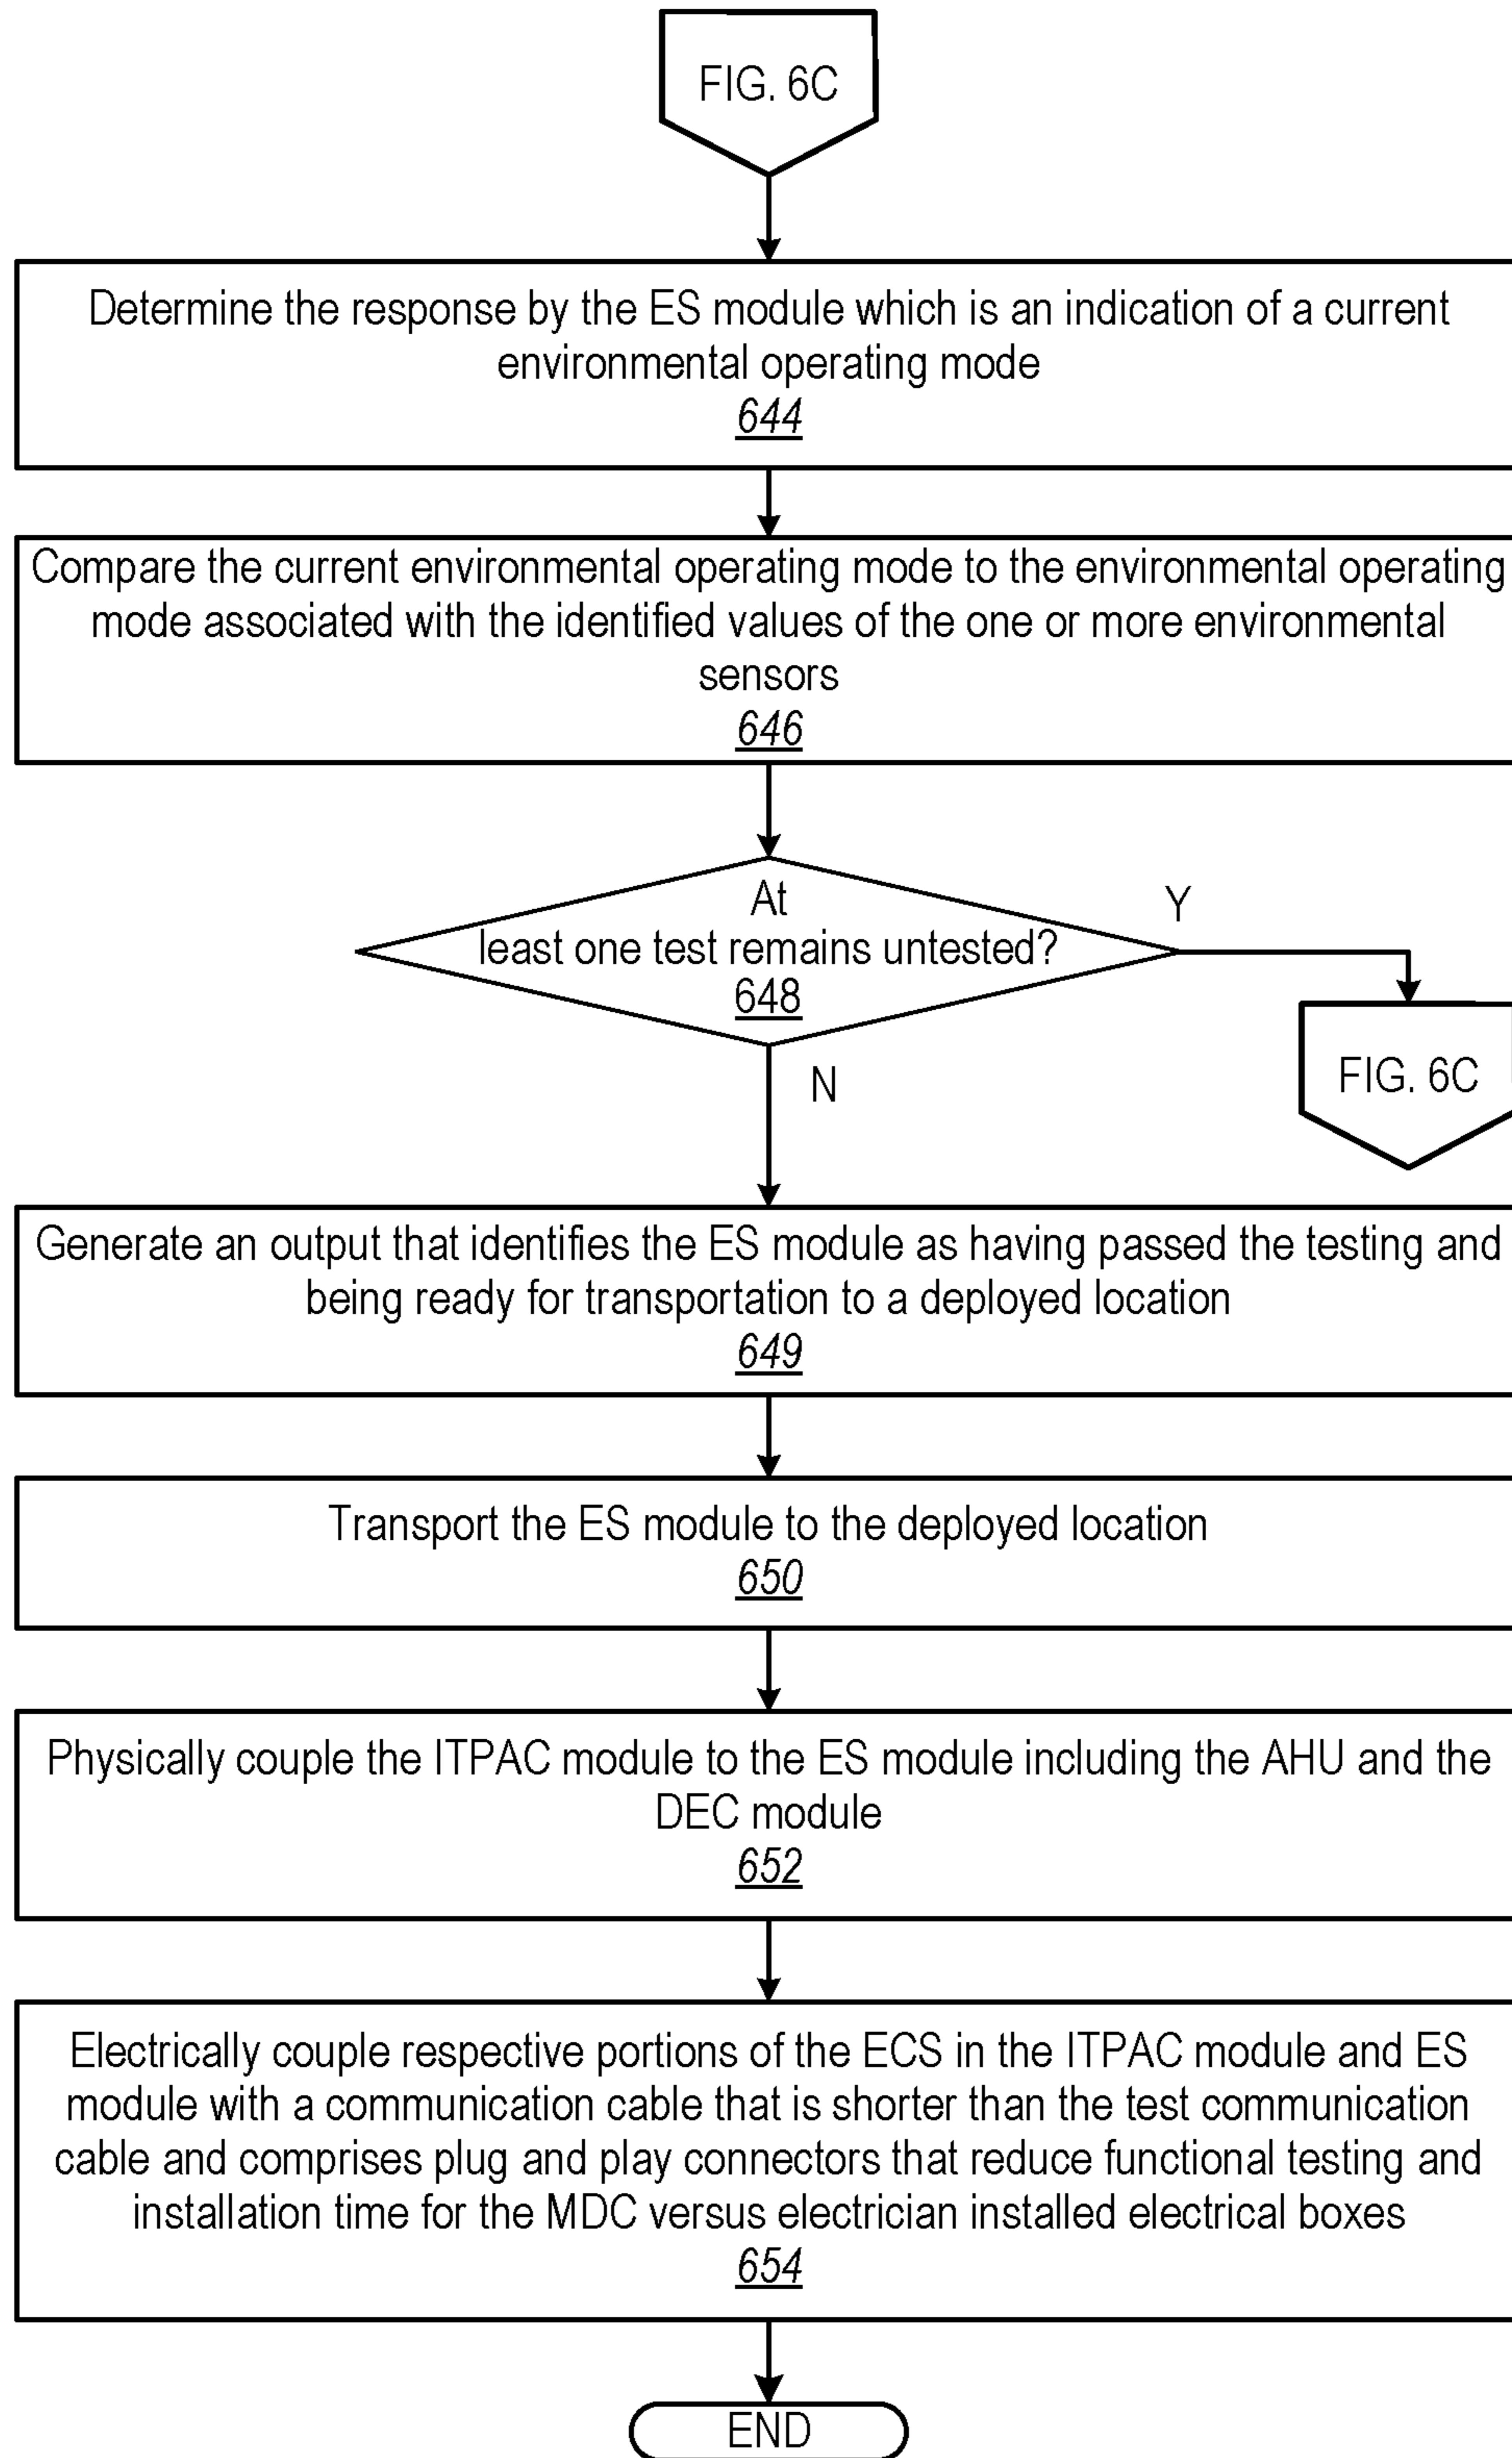 FIG. 6C
Determine the response by the ES module which is an indication of a current
environmental operating mode
644
Compare the current environmental operating mode to the environmental operating
mode associated with the identified values of the one or more environmental
sensors
646
At
least one test remains untested?
648
Y
FIG. 6C
N
Generate an output that identifies the ES module as having passed the testing and
being ready for transportation to a deployed location
649
Transport the ES module to the deployed location
650
Physically couple the ITPAC module to the ES module including the AHU and the
DEC module
652
Electrically couple respective portions of the ECS in the ITPAC module and ES
module with a communication cable that is shorter than the test communication
cable and comprises plug and play connectors that reduce functional testing and
installation time for the MDC versus electrician installed electrical boxes
654
END